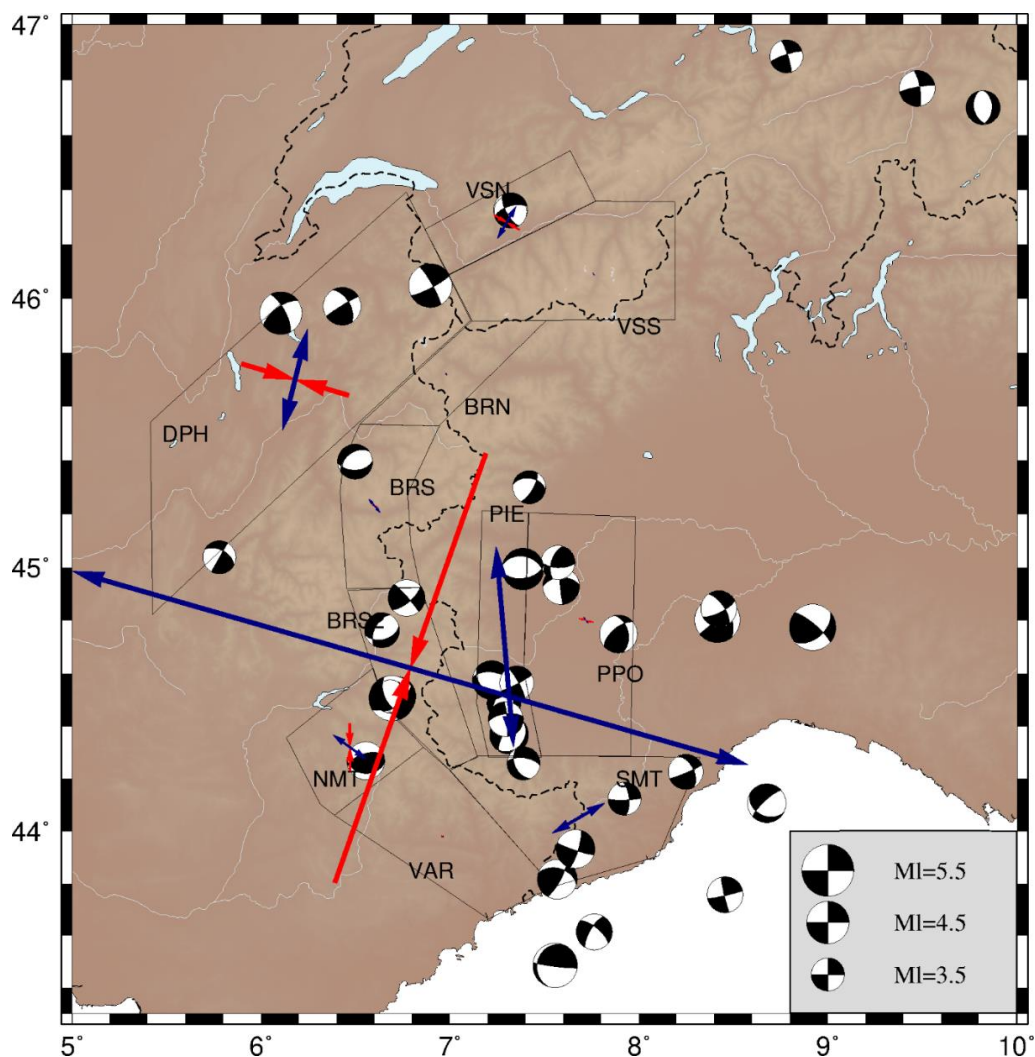 47°
VSN
46°
VSS
BRN
DPH
BRS
PIE
45°
BRSE
PPO
NMT
SMT
44°
VAR
Ml=5.5
Ml=4.5
Ml=3.5
5° 6° 7° 8° 9° 10°